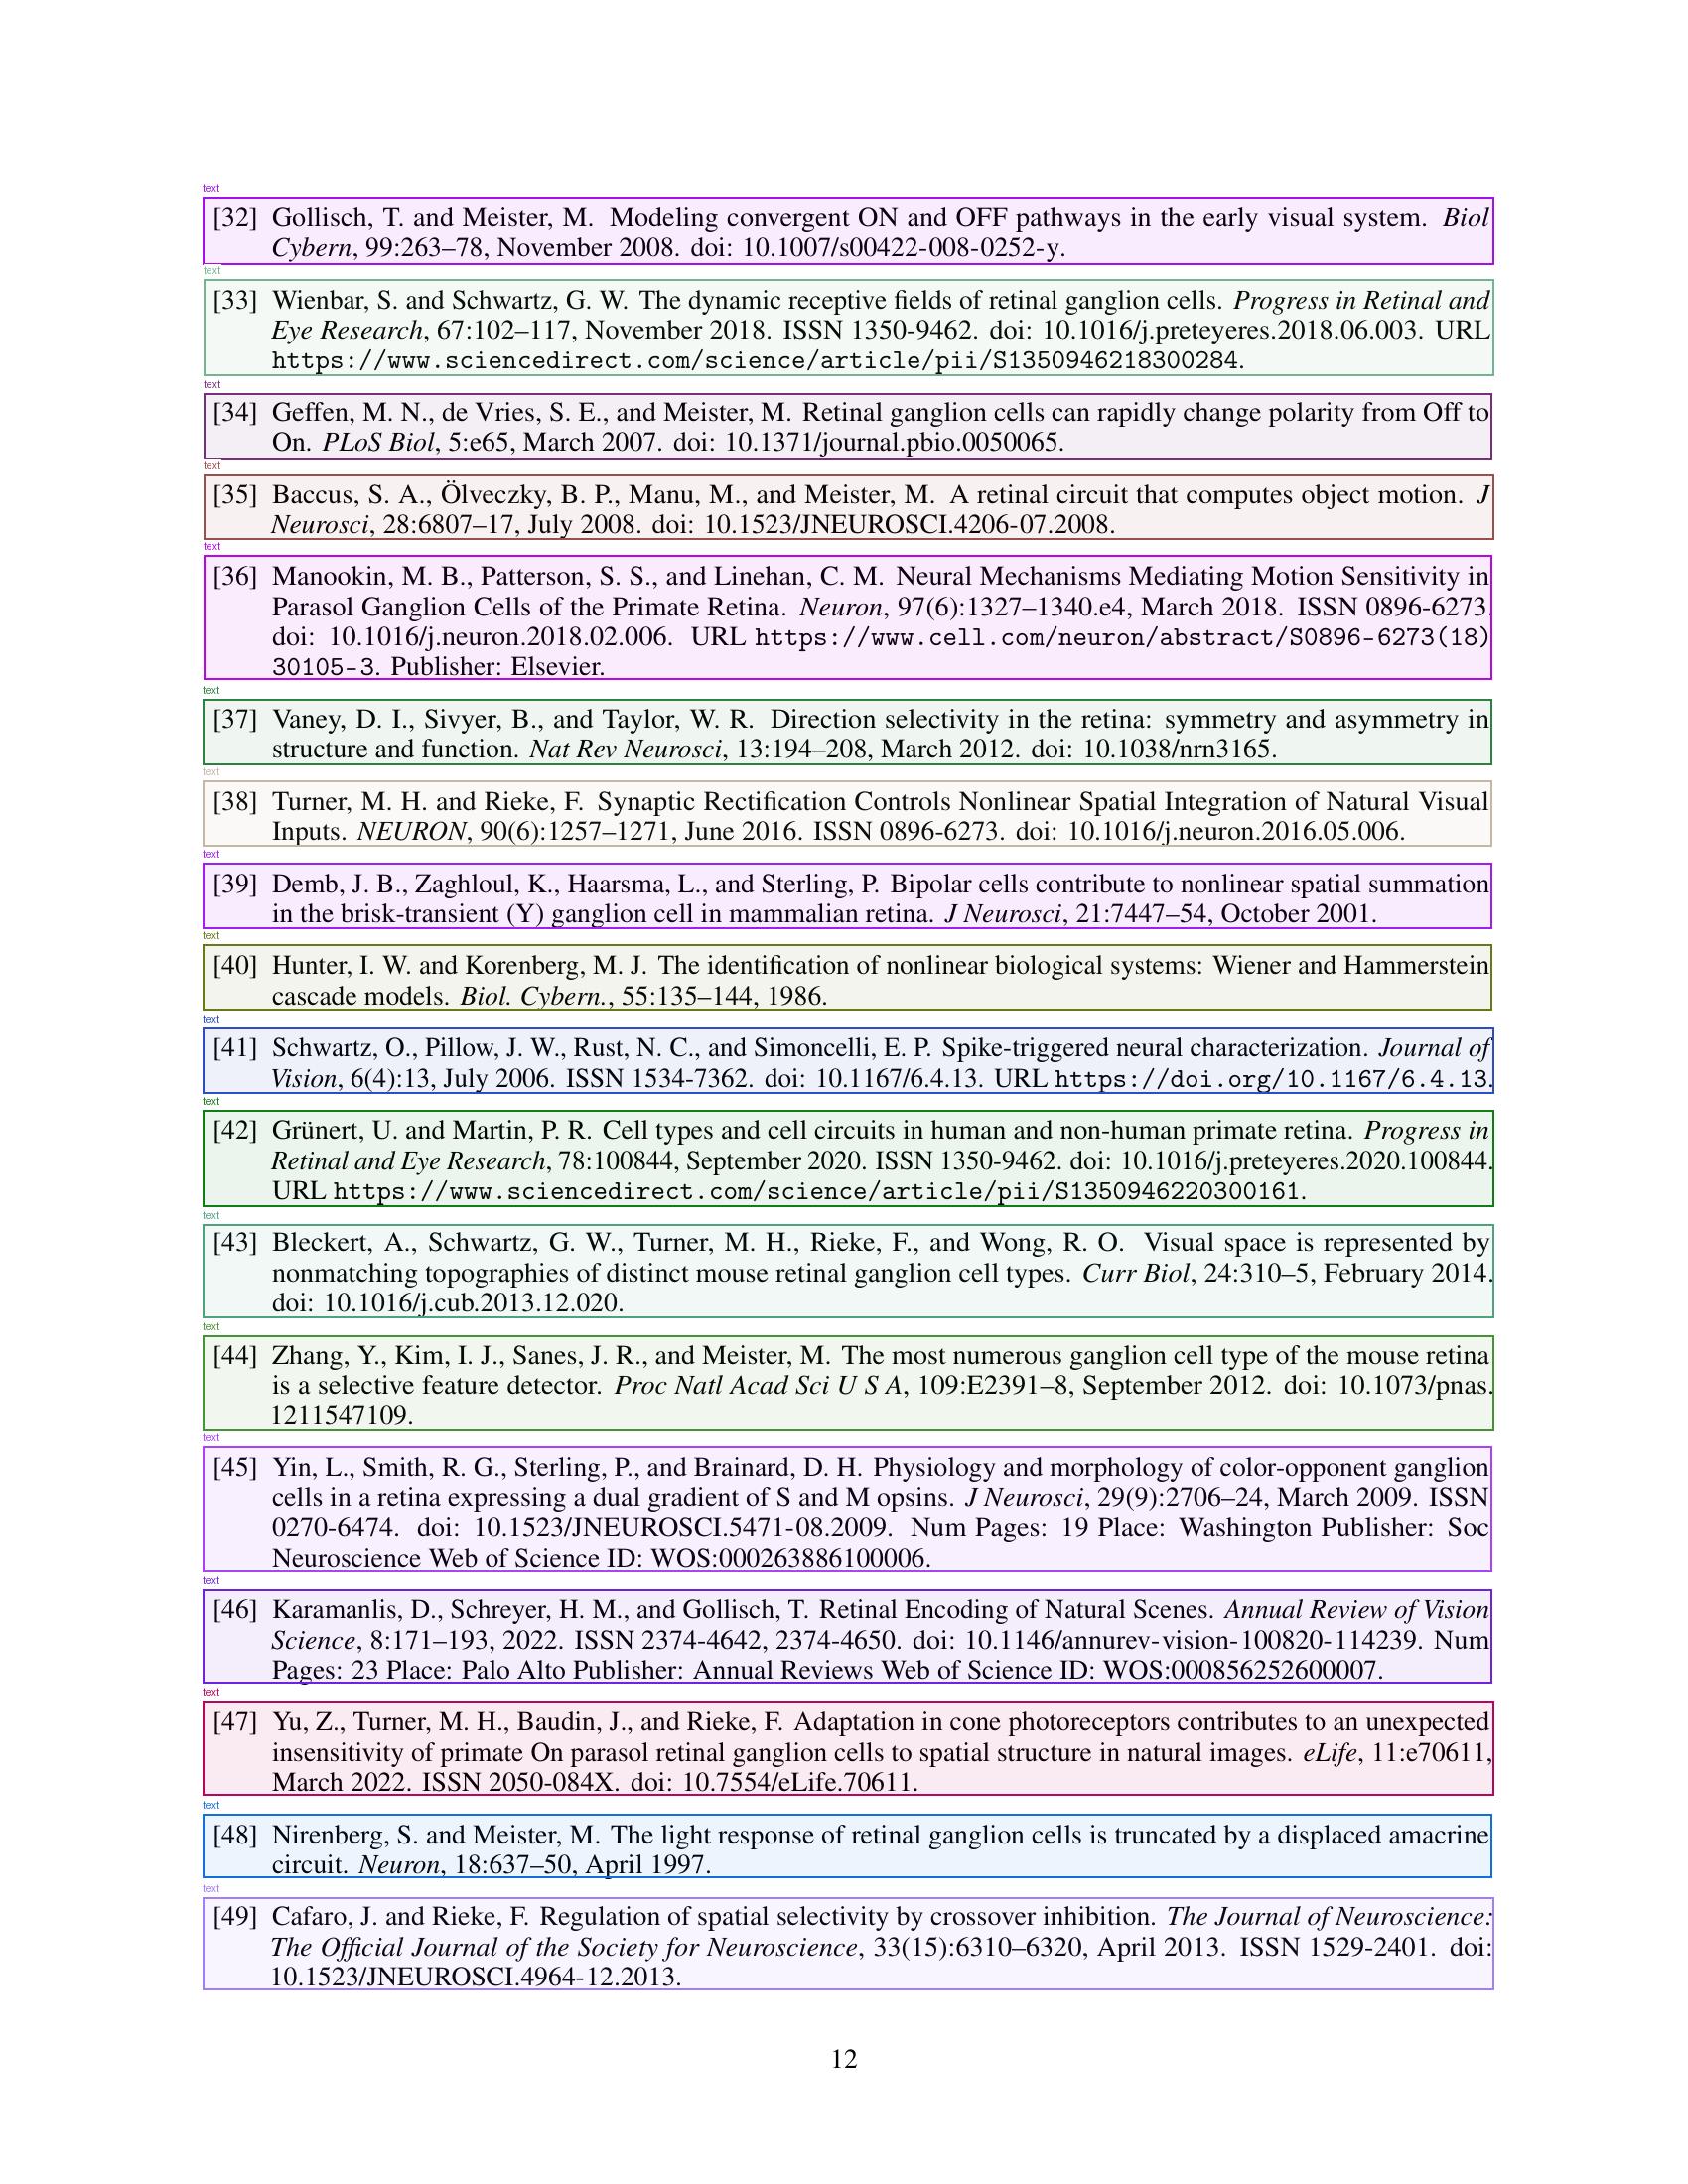 text
[32] Gollisch, T. and Meister, M. Modeling convergent ON and OFF pathways in the early visual system. Biol
Cybern, 99:263–78, November 2008. doi: 10.1007/s00422-008-0252-y.
text
[33] Wienbar, S. and Schwartz, G. W. The dynamic receptive fields of retinal ganglion cells. Progress in Retinal and
Eye Research, 67:102–117, November 2018. ISSN 1350-9462. doi: 10.1016/j.preteyeres.2018.06.003. URL
https://www.sciencedirect.com/science/article/pii/S1350946218300284.
text
[34] Geffen, M. N., de Vries, S. E., and Meister, M. Retinal ganglion cells can rapidly change polarity from Off to
On. PLoS Biol, 5:e65, March 2007. doi: 10.1371/journal.pbio.0050065.
text
[35] Baccus, S. A., Ölveczky, B. P., Manu, M., and Meister, M. A retinal circuit that computes object motion. J
Neurosci, 28:6807–17, July 2008. doi: 10.1523/JNEUROSCI.4206-07.2008.
text
[36] Manookin, M. B., Patterson, S. S., and Linehan, C. M. Neural Mechanisms Mediating Motion Sensitivity in
Parasol Ganglion Cells of the Primate Retina. Neuron, 97(6):1327–1340.e4, March 2018. ISSN 0896-6273.
doi: 10.1016/j.neuron.2018.02.006. URL https://www.cell.com/neuron/abstract/S0896-6273(18)
30105-3. Publisher: Elsevier.
text
[37] Vaney, D. I., Sivyer, B., and Taylor, W. R. Direction selectivity in the retina: symmetry and asymmetry in
structure and function. Nat Rev Neurosci, 13:194–208, March 2012. doi: 10.1038/nrn3165.
text
[38] Turner, M. H. and Rieke, F. Synaptic Rectification Controls Nonlinear Spatial Integration of Natural Visual
Inputs. NEURON, 90(6):1257–1271, June 2016. ISSN 0896-6273. doi: 10.1016/j.neuron.2016.05.006.
text
[39] Demb, J. B., Zaghloul, K., Haarsma, L., and Sterling, P. Bipolar cells contribute to nonlinear spatial summation
in the brisk-transient (Y) ganglion cell in mammalian retina. J Neurosci, 21:7447–54, October 2001.
text
[40] Hunter, I. W. and Korenberg, M. J. The identification of nonlinear biological systems: Wiener and Hammerstein
cascade models. Biol. Cybern., 55:135–144, 1986.
text
[41] Schwartz, O., Pillow, J. W., Rust, N. C., and Simoncelli, E. P. Spike-triggered neural characterization. Journal of
Vision, 6(4):13, July 2006. ISSN 1534-7362. doi: 10.1167/6.4.13. URL https://doi.org/10.1167/6.4.13.
text
[42] Grünert, U. and Martin, P. R. Cell types and cell circuits in human and non-human primate retina. Progress in
Retinal and Eye Research, 78:100844, September 2020. ISSN 1350-9462. doi: 10.1016/j.preteyeres.2020.100844.
URL https://www.sciencedirect.com/science/article/pii/S1350946220300161.
text
[43] Bleckert, A., Schwartz, G. W., Turner, M. H., Rieke, F., and Wong, R. O. Visual space is represented by
nonmatching topographies of distinct mouse retinal ganglion cell types. Curr Biol, 24:310–5, February 2014.
doi: 10.1016/j.cub.2013.12.020.
text
[44] Zhang, Y., Kim, I. J., Sanes, J. R., and Meister, M. The most numerous ganglion cell type of the mouse retina
is a selective feature detector. Proc Natl Acad Sci U S A, 109:E2391–8, September 2012. doi: 10.1073/pnas.
1211547109.
text
[45] Yin, L., Smith, R. G., Sterling, P., and Brainard, D. H. Physiology and morphology of color-opponent ganglion
cells in a retina expressing a dual gradient of S and M opsins. J Neurosci, 29(9):2706–24, March 2009. ISSN
0270-6474. doi: 10.1523/JNEUROSCI.5471-08.2009. Num Pages: 19 Place: Washington Publisher: Soc
Neuroscience Web of Science ID: WOS:000263886100006.
text
[46] Karamanlis, D., Schreyer, H. M., and Gollisch, T. Retinal Encoding of Natural Scenes. Annual Review of Vision
Science, 8:171–193, 2022. ISSN 2374-4642, 2374-4650. doi: 10.1146/annurev-vision-100820-114239. Num
Pages: 23 Place: Palo Alto Publisher: Annual Reviews Web of Science ID: WOS:000856252600007.
text
[47] Yu, Z., Turner, M. H., Baudin, J., and Rieke, F. Adaptation in cone photoreceptors contributes to an unexpected
insensitivity of primate On parasol retinal ganglion cells to spatial structure in natural images. eLife, 11:e70611,
March 2022. ISSN 2050-084X. doi: 10.7554/eLife.70611.
text
[48] Nirenberg, S. and Meister, M. The light response of retinal ganglion cells is truncated by a displaced amacrine
circuit. Neuron, 18:637–50, April 1997.
text
[49] Cafaro, J. and Rieke, F. Regulation of spatial selectivity by crossover inhibition. The Journal of Neuroscience:
The Official Journal of the Society for Neuroscience, 33(15):6310–6320, April 2013. ISSN 1529-2401. doi:
10.1523/JNEUROSCI.4964-12.2013.
12